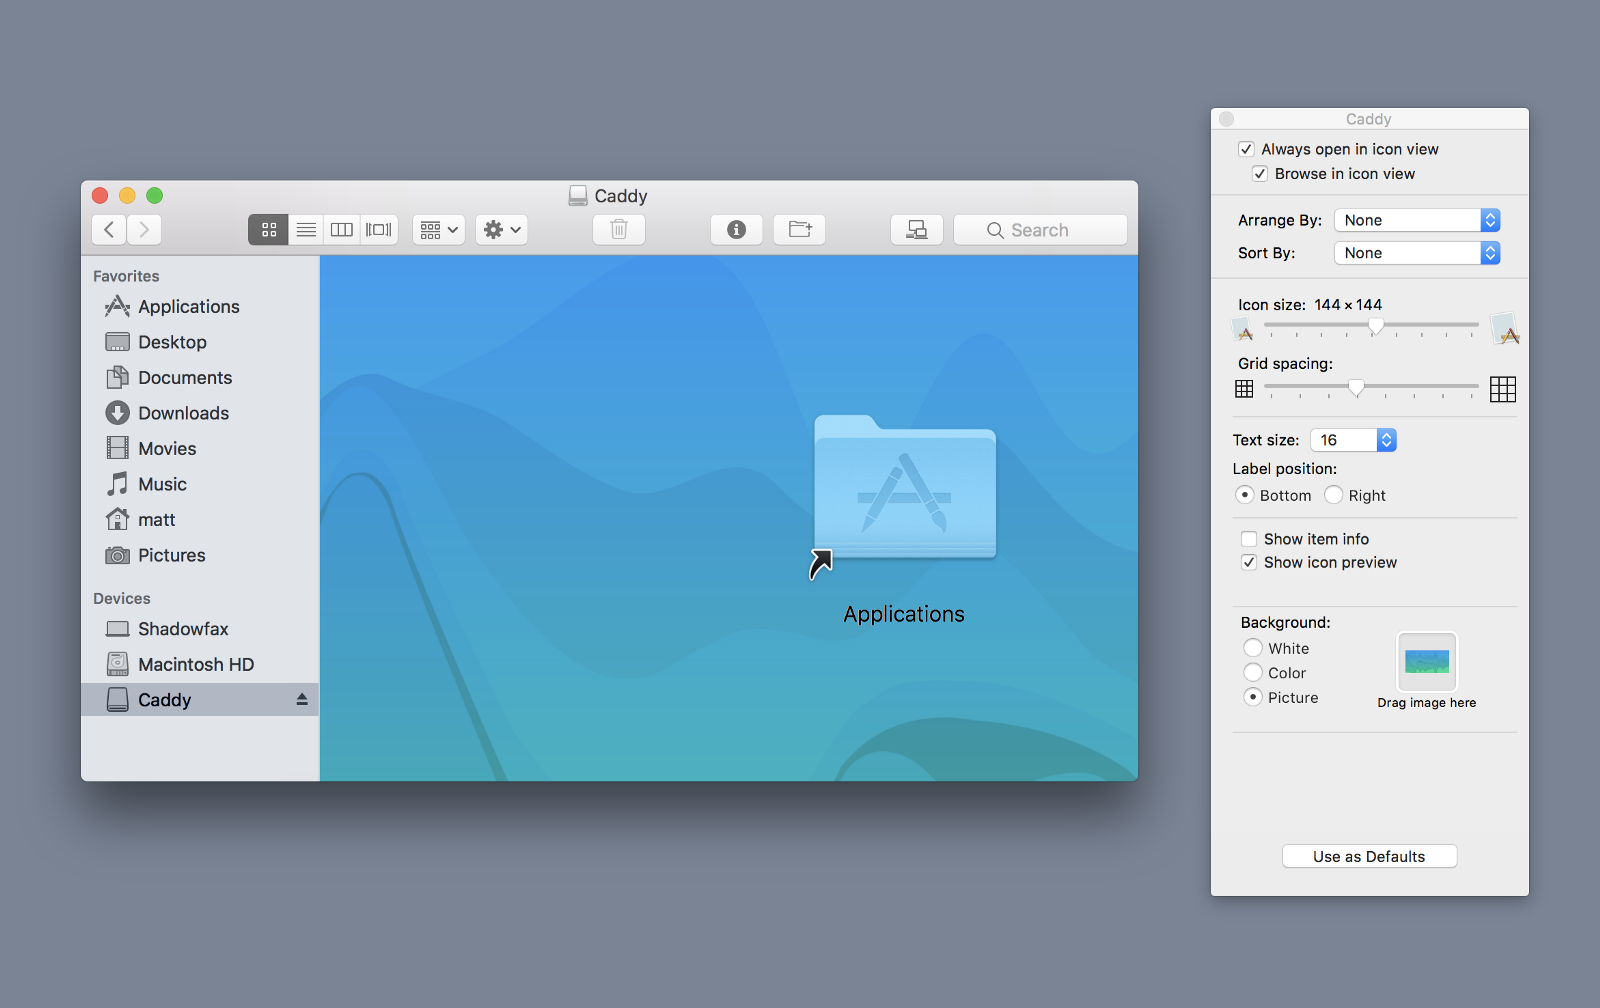 Caddy
Search
Favorites
Applications
Desktop
Documents
Downloads
Movies
Music
matt
Pictures
Devices
Shadowfax
Macintosh HD
Caddy
Applications
Caddy
Always open in icon view
Browse in icon view
Arrange By: None
Sort By: None
Icon size: 144 × 144
Grid spacing:
Text size: 16
Label position:
Bottom Right
Show item info
Show icon preview
Background:
White
Color
Picture
Drag image here
Use as Defaults